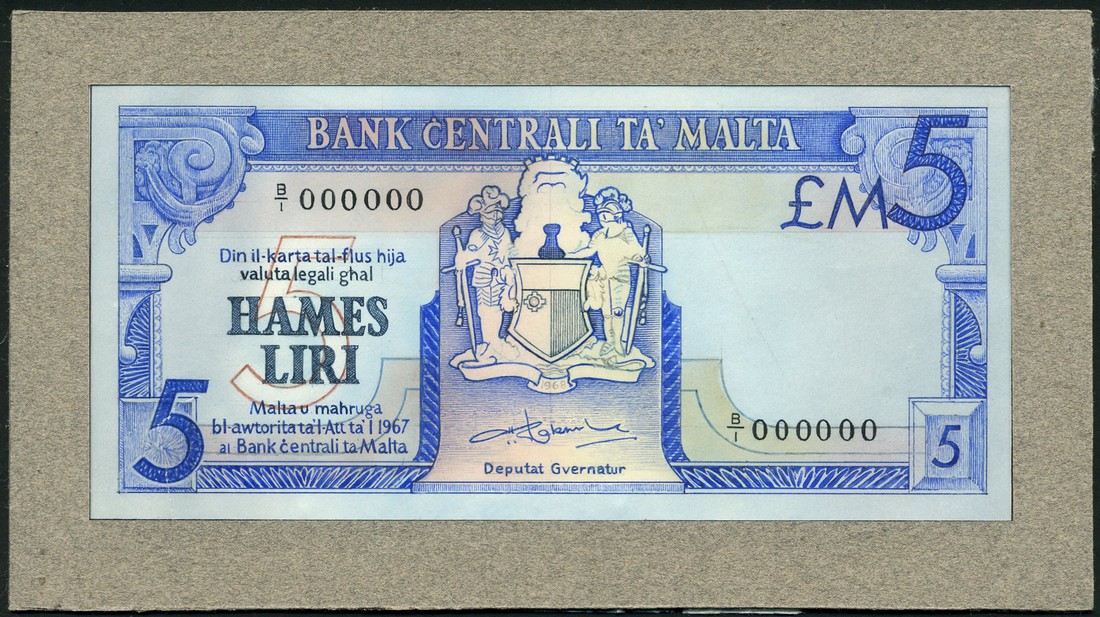 BANK ĊENTRALI TA' MALTA
B/1 000000
£M5
Din il-karta tal-flus hija
valuta legali ghal
HAMES
LIRI
5
Malta u mahruga
bl-awtorita ta'l-Att ta' l 1967
al Bank ċentrali ta Malta
5
1968
Deputat Gvernatur
B/1 000000
5